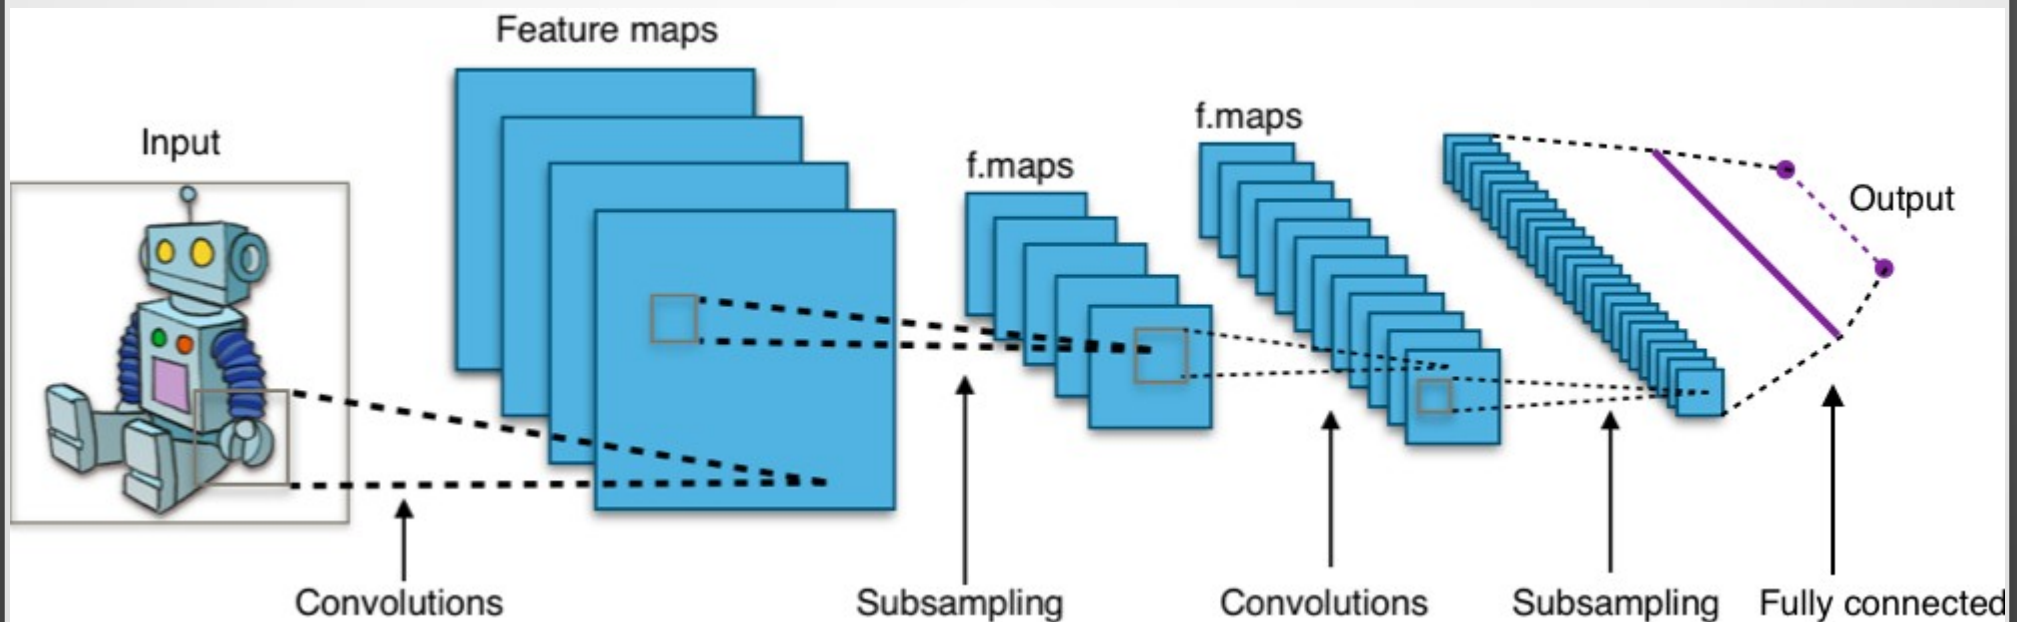 Feature maps
Input
f.maps
f.maps
Output
Convolutions
Subsampling
Convolutions
Subsampling
Fully connected